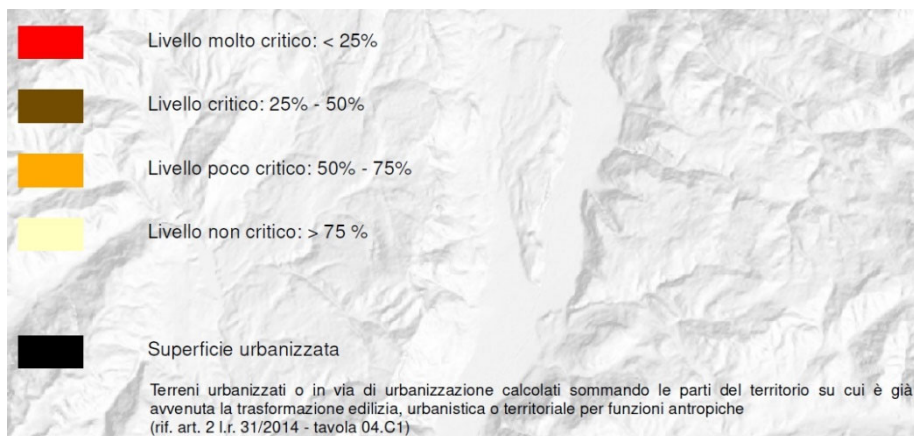 Livello molto critico: < 25%
Livello critico: 25% - 50%
Livello poco critico: 50% - 75%
Livello non critico: > 75 %
Superficie urbanizzata
Terreni urbanizzati o in via di urbanizzazione calcolati sommando le parti del territorio su cui è già
avvenuta la trasformazione edilizia, urbanistica o territoriale per funzioni antropiche
(rif. art. 2 l.r. 31/2014 - tavola 04.C1)